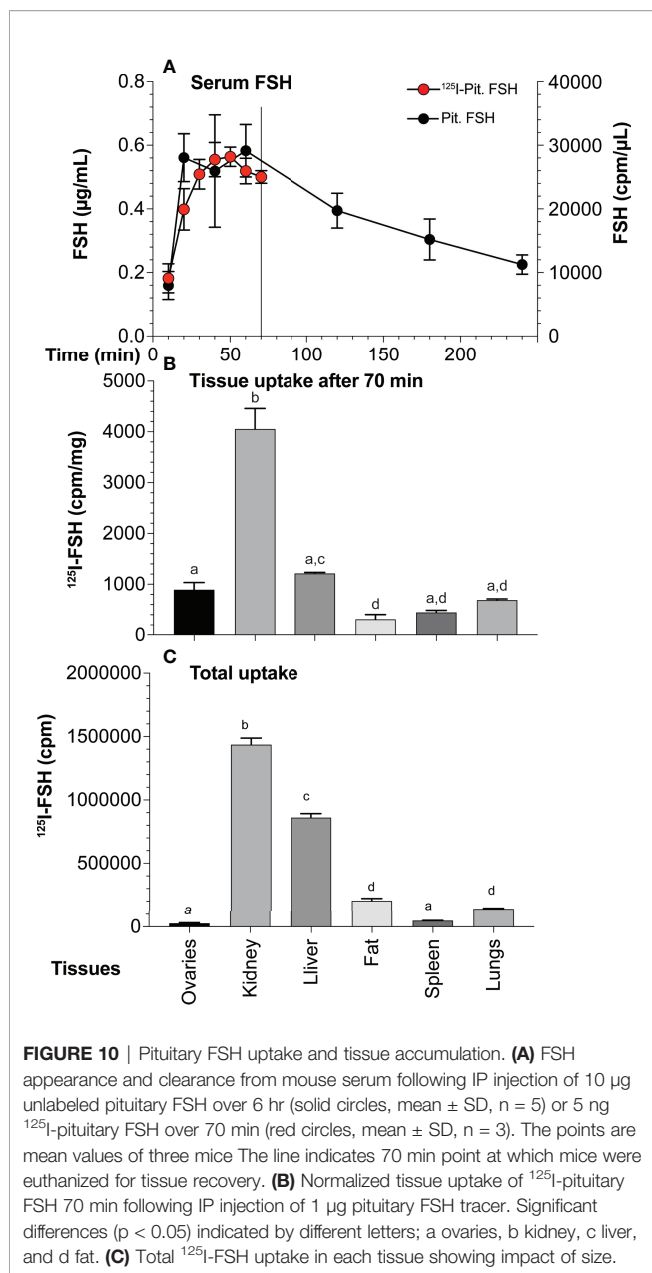 A
Serum FSH
¹²⁵I-Pit. FSH
Pit. FSH
FSH (µg/mL)
0.8
0.6
0.4
0.2
0.0
40000
30000
20000
10000
0
FSH (cpm/µL)
Time (min)
0 50 100 150 200
B
Tissue uptake after 70 min
¹²⁵I-FSH (cpm/mg)
5000
4000
3000
2000
1000
0
a b a,c d a,d a,d
C
Total uptake
¹²⁵I-FSH (cpm)
2000000
1500000
1000000
500000
0
a b c d a d
Tissues
Ovaries
Kidney
Lliver
Fat
Spleen
Lungs
FIGURE 10 | Pituitary FSH uptake and tissue accumulation. (A) FSH
appearance and clearance from mouse serum following IP injection of 10 µg
unlabeled pituitary FSH over 6 hr (solid circles, mean ± SD, n = 5) or 5 ng
¹²⁵I-pituitary FSH over 70 min (red circles, mean ± SD, n = 3). The points are
mean values of three mice The line indicates 70 min point at which mice were
euthanized for tissue recovery. (B) Normalized tissue uptake of ¹²⁵I-pituitary
FSH 70 min following IP injection of 1 µg pituitary FSH tracer. Significant
differences (p < 0.05) indicated by different letters; a ovaries, b kidney, c liver,
and d fat. (C) Total ¹²⁵I-FSH uptake in each tissue showing impact of size.